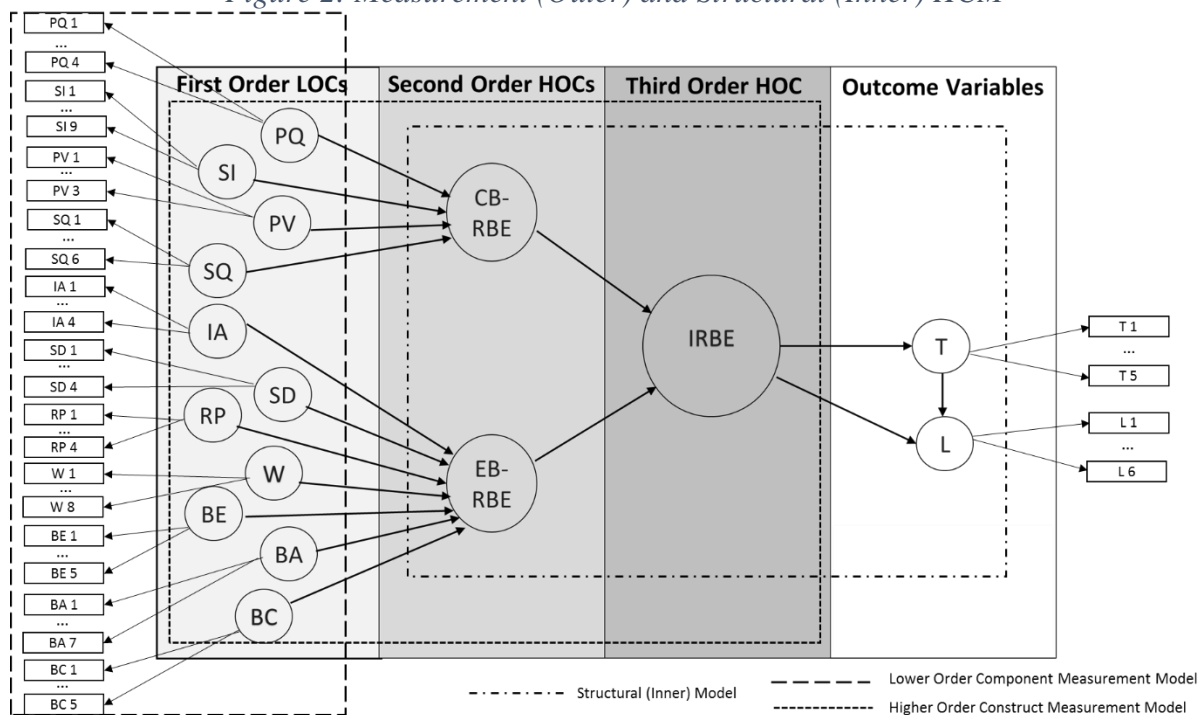 Figure 2: Measurement (Outer) and Structural (Inner) HCM
First Order LOCs
Second Order HOCs
Third Order HOC
Outcome Variables
PQ 1
...
PQ 4
SI 1
...
SI 9
PV 1
...
PV 3
SQ 1
...
SQ 6
IA 1
...
IA 4
SD 1
...
SD 4
RP 1
...
RP 4
W 1
...
W 8
BE 1
...
BE 5
BA 1
...
BA 7
BC 1
...
BC 5
PQ
SI
PV
SQ
IA
SD
RP
W
BE
BA
BC
CB-
RBE
EB-
RBE
IRBE
T
L
T 1
...
T 5
L 1
...
L 6
Structural (Inner) Model
Lower Order Component Measurement Model
Higher Order Construct Measurement Model